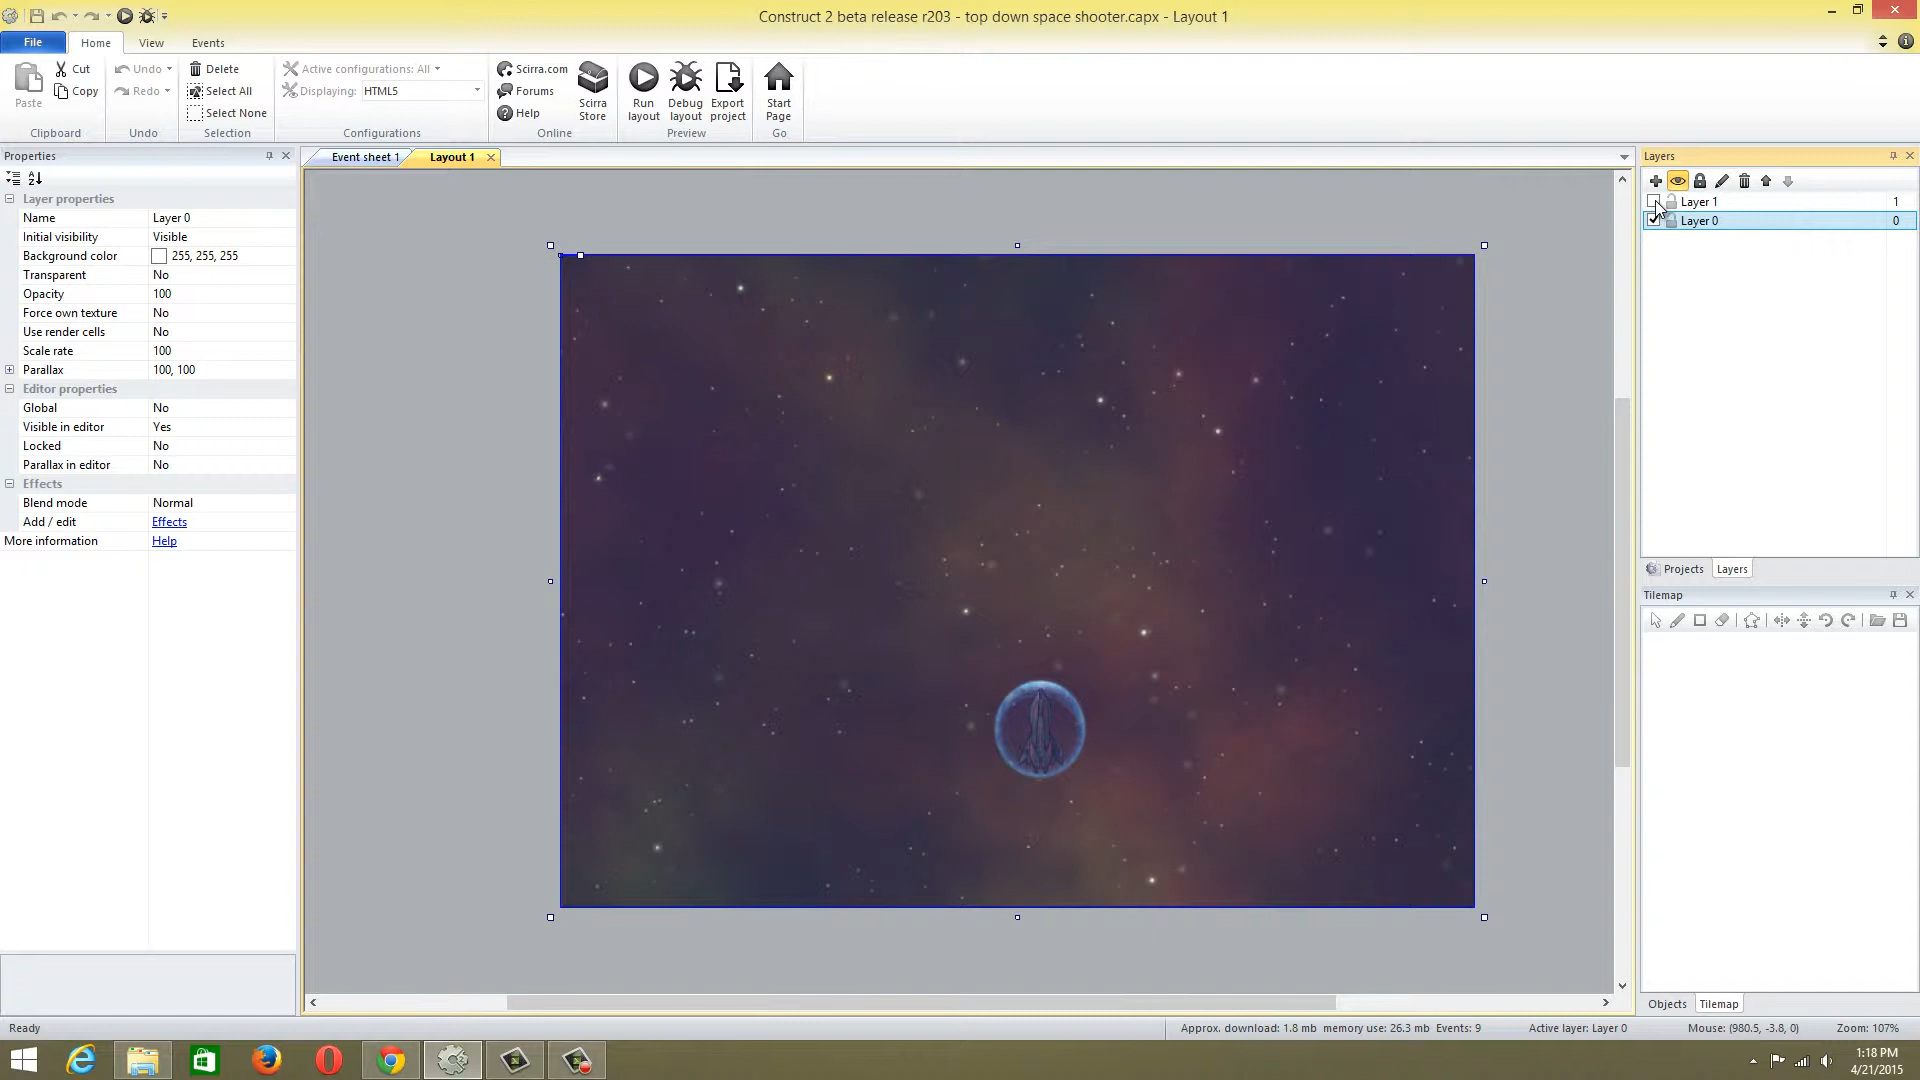 Construct 2 beta release r203 - top down space shooter.capx - Layout 1
File Home View Events
Paste
Cut
Copy
Clipboard
Undo
Redo
Undo
Delete
Select All
Select None
Selection
Active configurations: All
Displaying: HTML5
Configurations
Scirra.com
Forums
Help
Scirra Store
Online
Run layout
Debug layout
Export project
Preview
Start Page
Go
Properties
Event sheet 1
Layout 1
Layer properties
Name Layer 0
Initial visibility Visible
Background color 255, 255, 255
Transparent No
Opacity 100
Force own texture No
Use render cells No
Scale rate 100
Parallax 100, 100
Editor properties
Global No
Visible in editor Yes
Locked No
Parallax in editor No
Effects
Blend mode Normal
Add / edit Effects
More information Help
Layers
Layer 1 1
Layer 0 0
Projects Layers
Tilemap
Objects Tilemap
Ready
Approx. download: 1.8 mb memory use: 26.3 mb Events: 9
Active layer: Layer 0
Mouse: (980.5, -3.8, 0)
Zoom: 107%
1:18 PM
4/21/2015